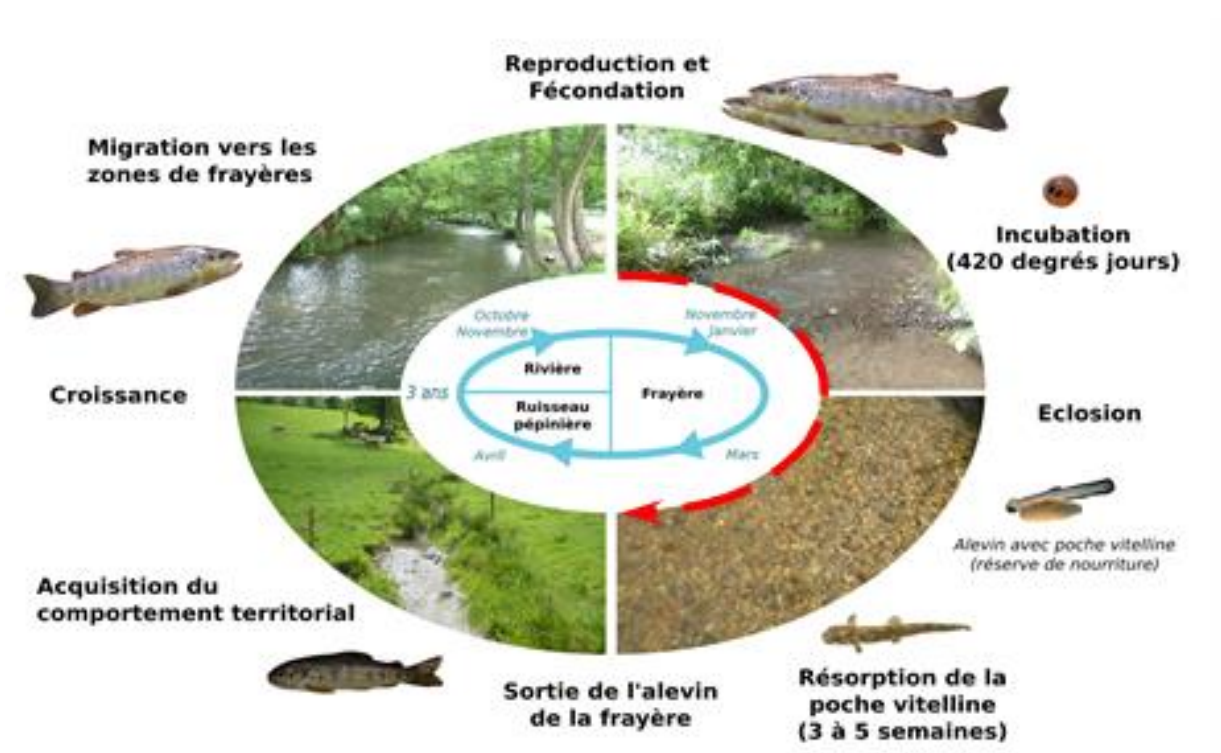 Reproduction et
Fécondation
Migration vers les
zones de frayères
Incubation
(420 degrés jours)
Octobre
Novembre
Novembre
Janvier
Rivière
Frayère
3 ans
Ruisseau
pépinière
Croissance
Eclosion
Avril
Mars
Alevin avec poche vitelline
(réserve de nourriture)
Acquisition du
comportement territorial
Résorption de la
poche vitelline
(3 à 5 semaines)
Sortie de l'alevin
de la frayère